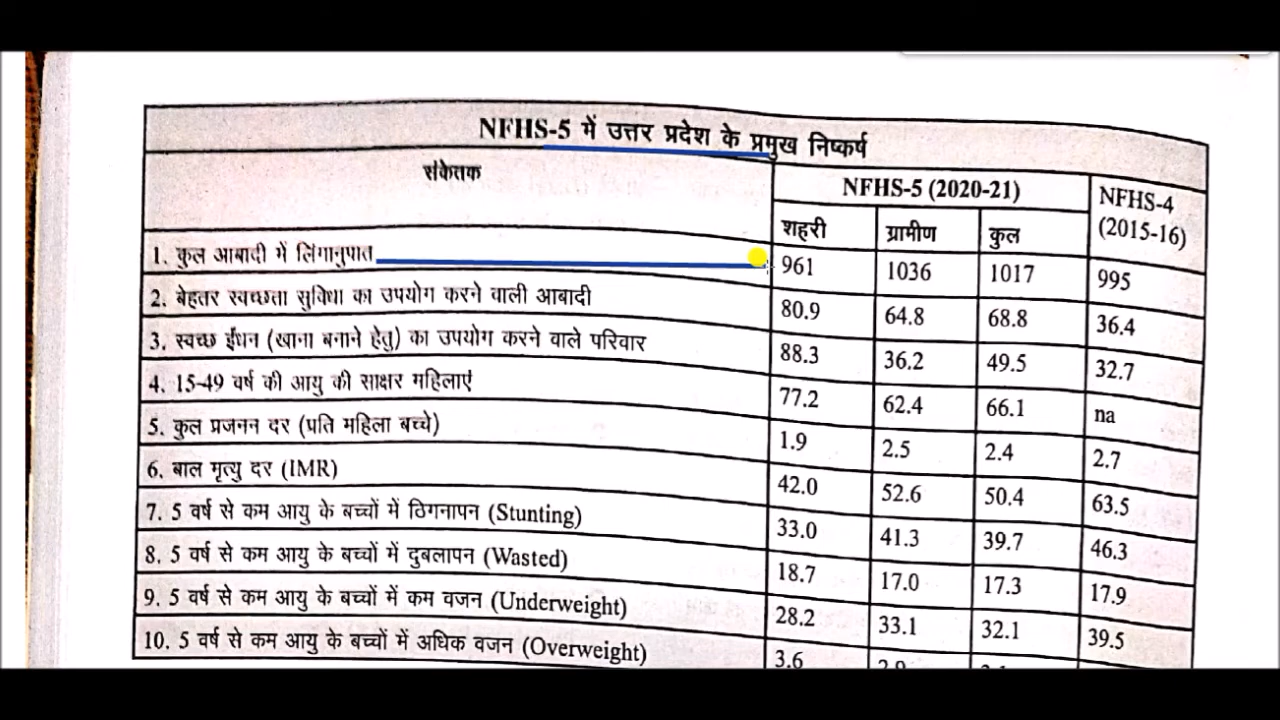 NFHS-5 में उत्तर प्रदेश के प्रमुख निष्कर्ष
संकेतक NFHS-5 (2020-21) NFHS-4 (2015-16)
शहरी ग्रामीण कुल
1. कुल आबादी में लिंगानुपात 961 1036 1017 995
2. बेहतर स्वच्छता सुविधा का उपयोग करने वाली आबादी 80.9 64.8 68.8 36.4
3. स्वच्छ ईंधन (खाना बनाने हेतु) का उपयोग करने वाले परिवार 88.3 36.2 49.5 32.7
4. 15-49 वर्ष की आयु की साक्षर महिलाएं 77.2 62.4 66.1 na
5. कुल प्रजनन दर (प्रति महिला बच्चे) 1.9 2.5 2.4 2.7
6. बाल मृत्यु दर (IMR) 42.0 52.6 50.4 63.5
7. 5 वर्ष से कम आयु के बच्चों में ठिगनापन (Stunting) 33.0 41.3 39.7 46.3
8. 5 वर्ष से कम आयु के बच्चों में दुबलापन (Wasted) 18.7 17.0 17.3 17.9
9. 5 वर्ष से कम आयु के बच्चों में कम वजन (Underweight) 28.2 33.1 32.1 39.5
10. 5 वर्ष से कम आयु के बच्चों में अधिक वजन (Overweight) 3.6